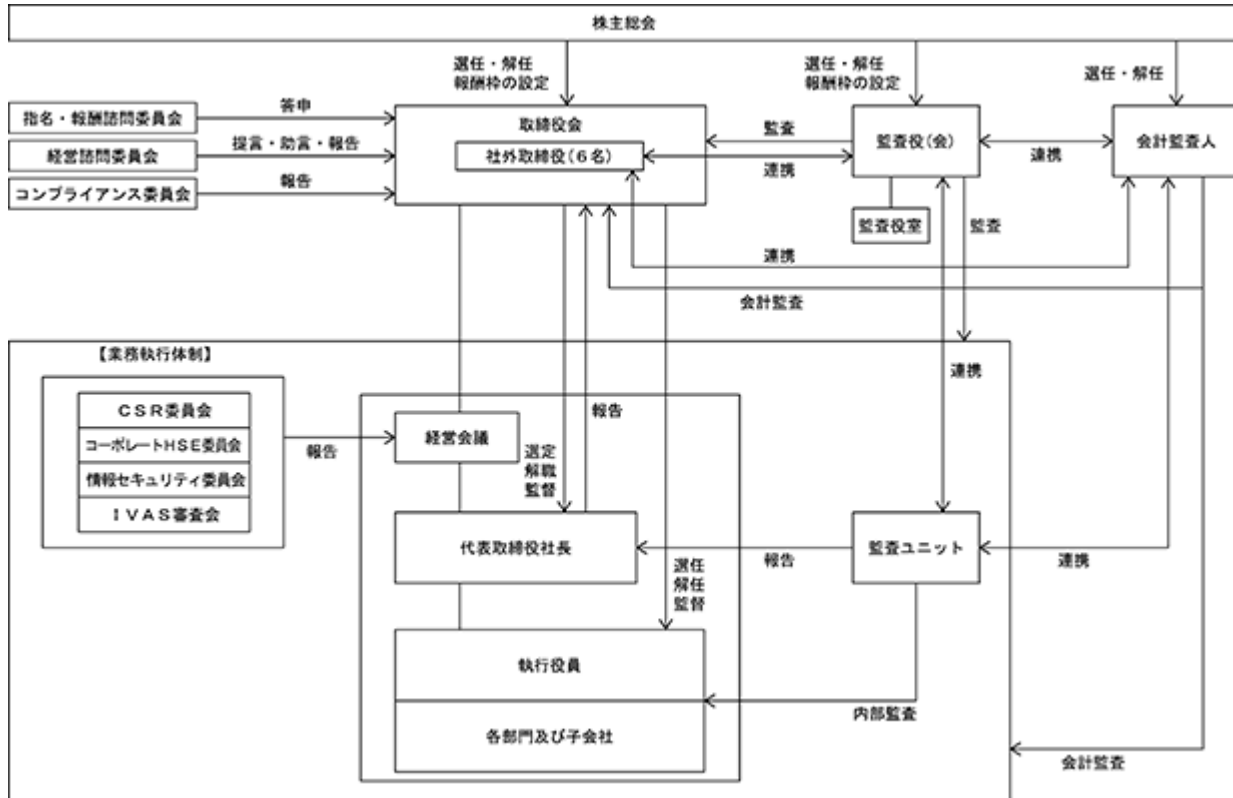 株主総会
選任・解任
報酬枠の設定
選任・解任
報酬枠の設定
選任・解任
指名・報酬諮問委員会
答申
経営諮問委員会
提言・助言・報告
コンプライアンス委員会
報告
取締役会
社外取締役(6名)
監査
連携
監査役(会)
連携
会計監査人
監査役室
監査
連携
会計監査
【業務執行体制】
CSR委員会
コーポレートHSE委員会
情報セキュリティ委員会
IVAS審査会
報告
経営会議
選定
解職
監督
報告
連携
代表取締役社長
報告
監査ユニット
連携
選任
解任
監督
執行役員
各部門及び子会社
内部監査
会計監査